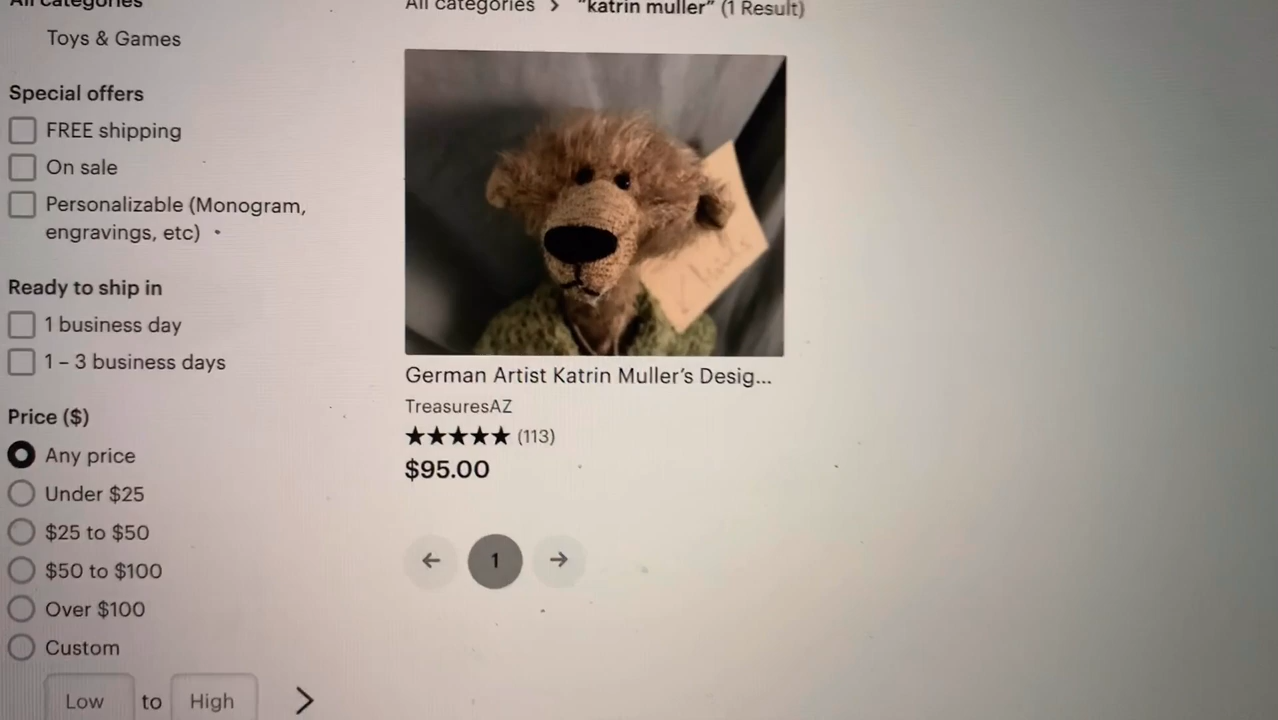 All categories
Toys & Games
Special offers
FREE shipping
On sale
Personalizable (Monogram,
engravings, etc)
Ready to ship in
1 business day
1 – 3 business days
Price ($)
Any price
Under $25
$25 to $50
$50 to $100
Over $100
Custom
Low to High
All categories > "katrin muller" (1 Result)
German Artist Katrin Muller's Desig...
TreasuresAZ
★★★★★ (113)
$95.00
← 1 →